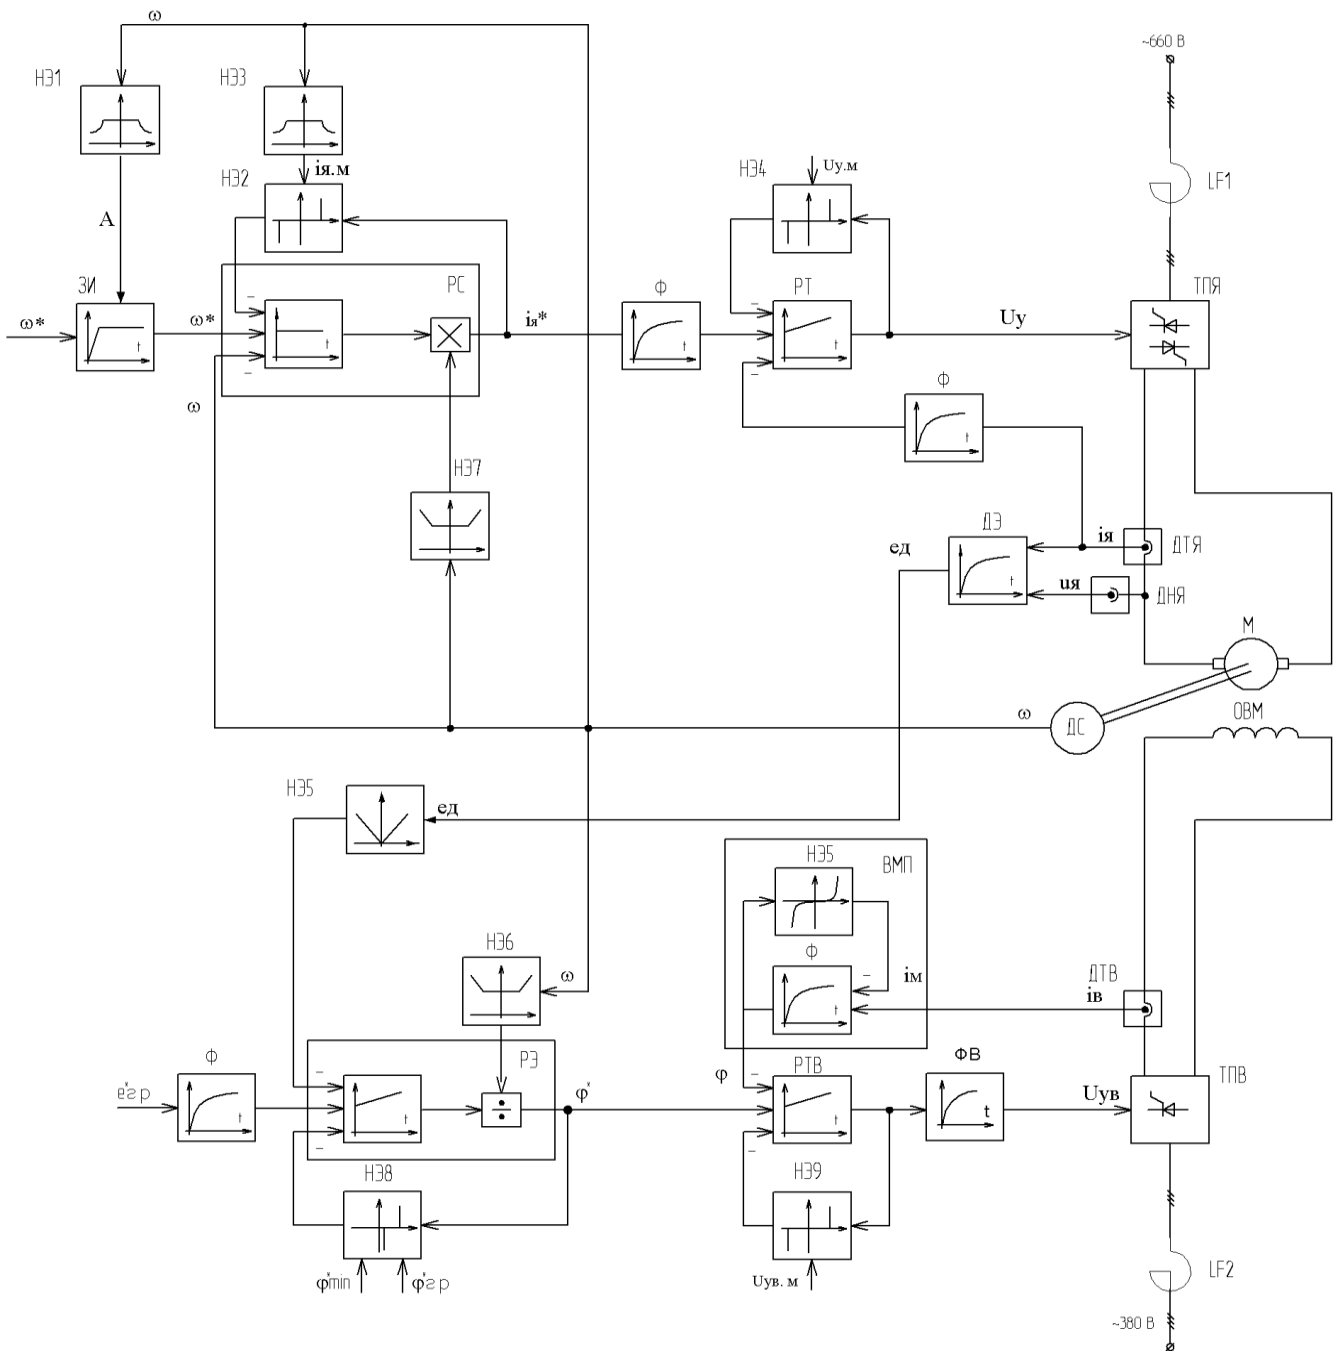 ω
~660 В
НЭ1
НЭ3
НЭ2
iя.м
НЭ4
Uу.м
LF1
A
ЗИ
РС
Ф
РТ
ТПЯ
ω*
t
ω*
−
t
−
iя*
t
−
t
−
Uу
ω
Ф
t
НЭ7
ДЭ
ед
t
iя
ДТЯ
uя
ДНЯ
М
ω
ДС
ОВМ
НЭ5
ед
НЭ5
ВМП
НЭ6
ω
Ф
−
t
iм
ДТВ
iв
Ф
РЭ
РТВ
ФВ
ТПВ
e*гр
t
−
t
−
÷
φ*
φ
−
t
−
t
Uув
НЭ8
НЭ9
φ*min
φ*гр
Uув. м
LF2
~380 В